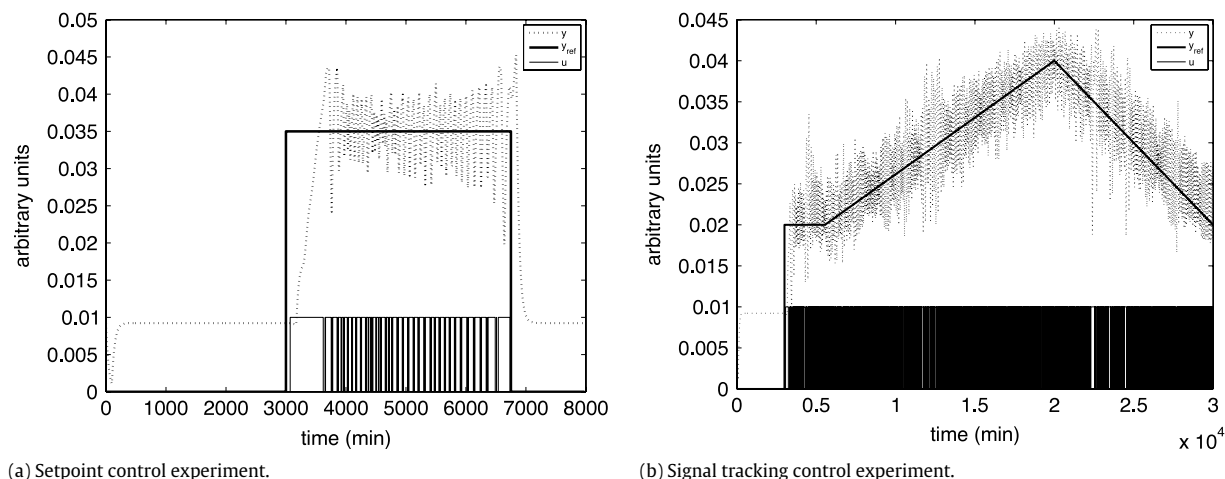 0.05
0.045
0.04
0.035
0.03
0.025
0.02
0.015
0.01
0.005
0
arbitrary units
0 1000 2000 3000 4000 5000 6000 7000 8000
time (min)
y
y_ref
u
(a) Setpoint control experiment.
0.045
0.04
0.035
0.03
0.025
0.02
0.015
0.01
0.005
0
arbitrary units
0 0.5 1 1.5 2 2.5 3
time (min)
x 10^4
y
y_ref
u
(b) Signal tracking control experiment.